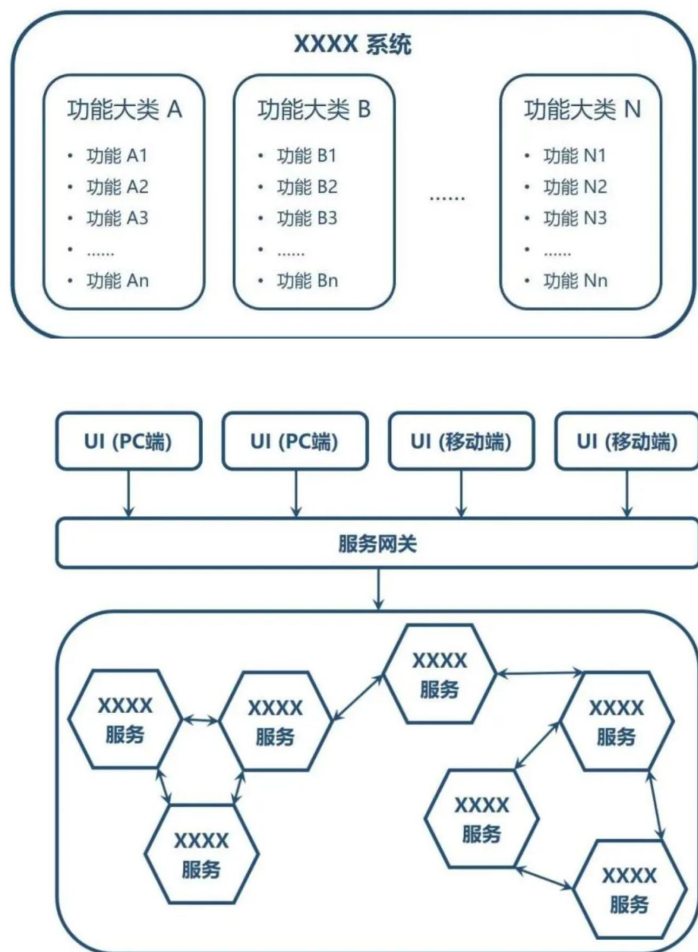 XXXX 系统
功能大类 A
• 功能 A1
• 功能 A2
• 功能 A3
• ......
• 功能 An
功能大类 B
• 功能 B1
• 功能 B2
• 功能 B3
• ......
• 功能 Bn
......
功能大类 N
• 功能 N1
• 功能 N2
• 功能 N3
• ......
• 功能 Nn
UI (PC端)
UI (PC端)
UI (移动端)
UI (移动端)
服务网关
XXXX
服务
XXXX
服务
XXXX
服务
XXXX
服务
XXXX
服务
XXXX
服务
XXXX
服务